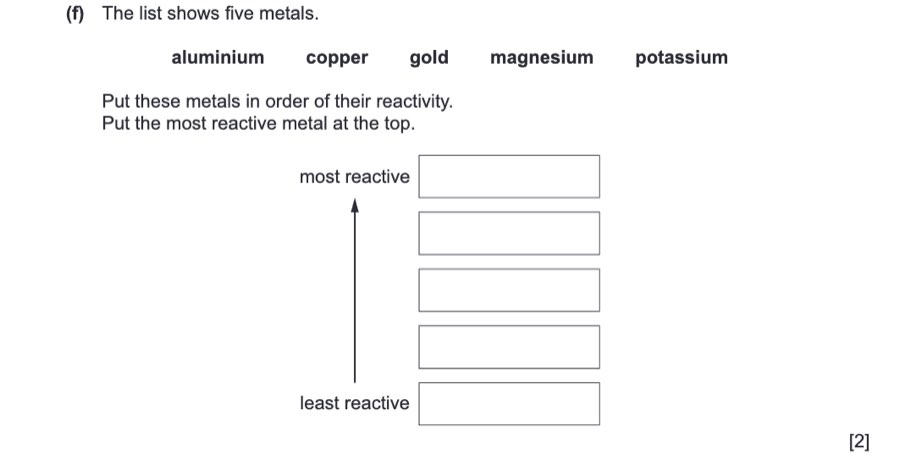 (f) The list shows five metals.
aluminium copper gold magnesium potassium
Put these metals in order of their reactivity.
Put the most reactive metal at the top.
most reactive
least reactive
[2]